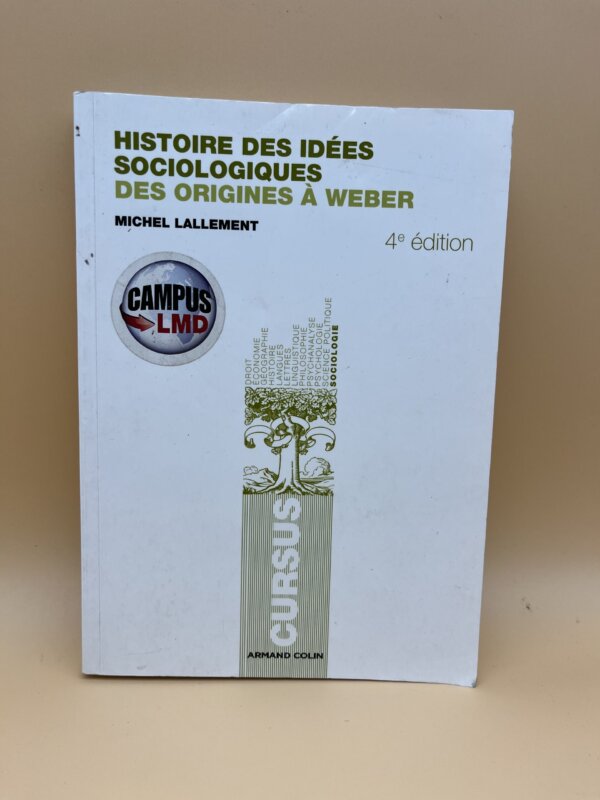 HISTOIRE DES IDÉES
SOCIOLOGIQUES
DES ORIGINES À WEBER
MICHEL LALLEMENT
4e édition
CAMPUS
LMD
DROIT
ÉCONOMIE
GÉOGRAPHIE
HISTOIRE
LANGUES
LETTRES
LINGUISTIQUE
PHILOSOPHIE
PSYCHANALYSE
PSYCHOLOGIE
SCIENCE POLITIQUE
SOCIOLOGIE
CURSUS
ARMAND COLIN